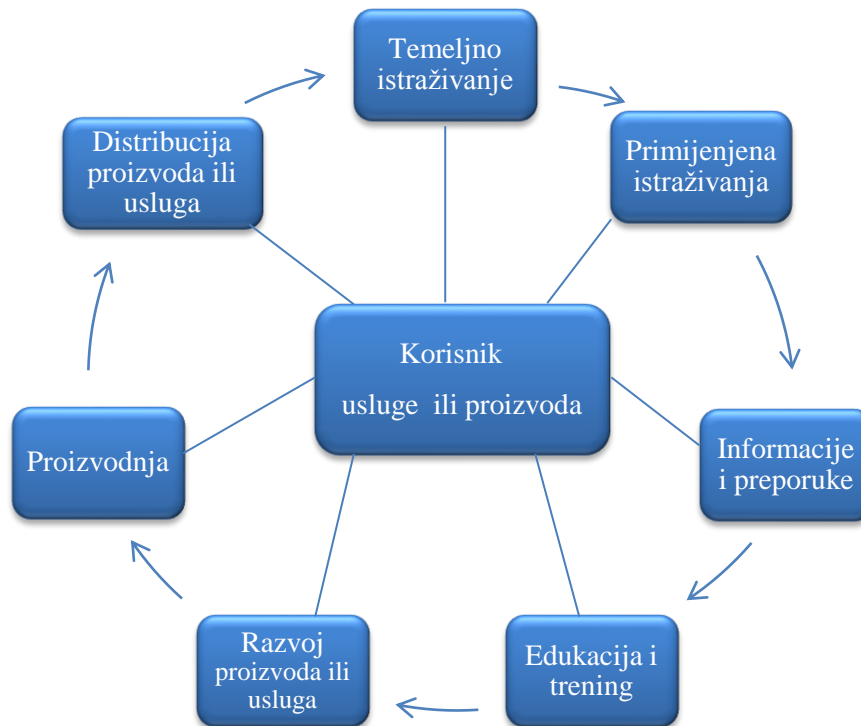 Temeljno
istraživanje
Primijenjena
istraživanja
Informacije
i preporuke
Edukacija i
trening
Razvoj
proizvoda ili
usluga
Proizvodnja
Distribucija
proizvoda ili
usluga
Korisnik
usluge ili proizvoda